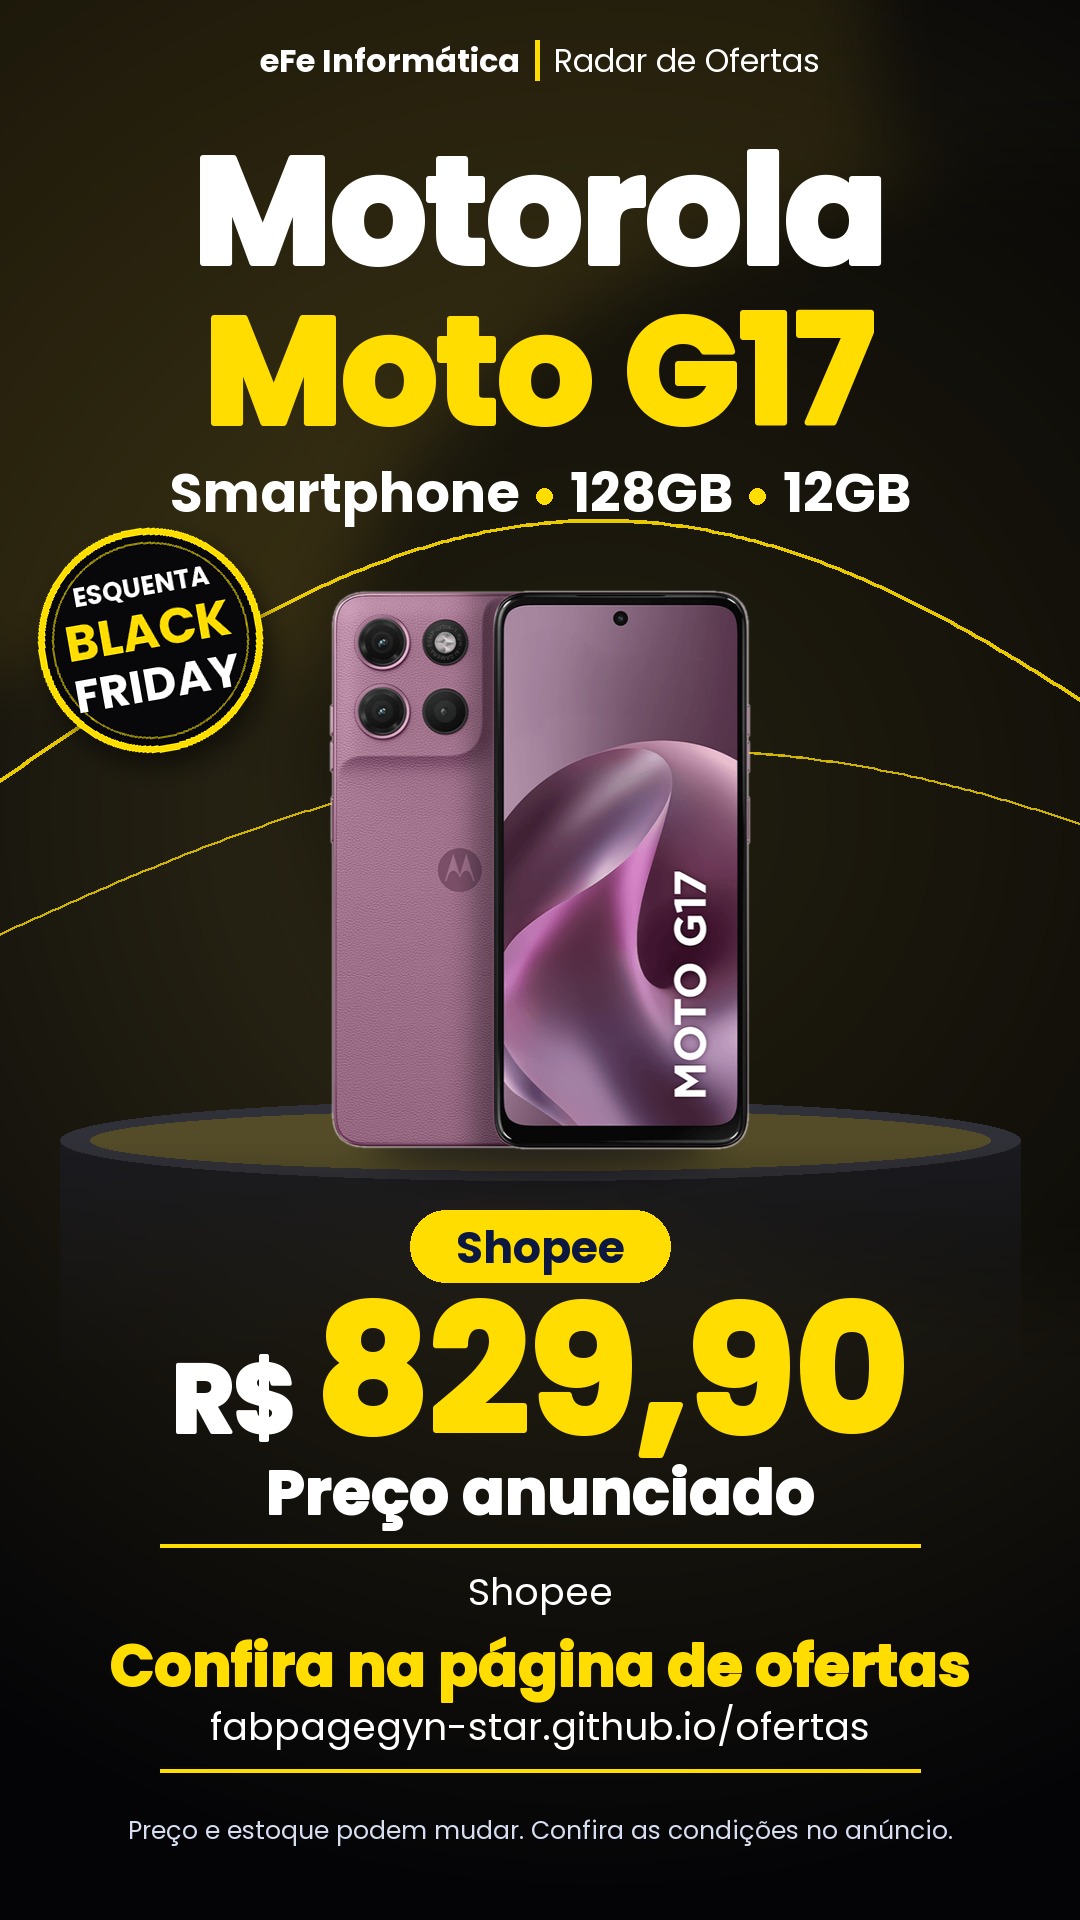 eFe Informática | Radar de Ofertas
Motorola
Moto G17
Smartphone • 128GB • 12GB
ESQUENTA
BLACK
FRIDAY
MOTO G17
Shopee
R$ 829,90
Preço anunciado
Shopee
Confira na página de ofertas
fabpagegyn-star.github.io/ofertas
Preço e estoque podem mudar. Confira as condições no anúncio.